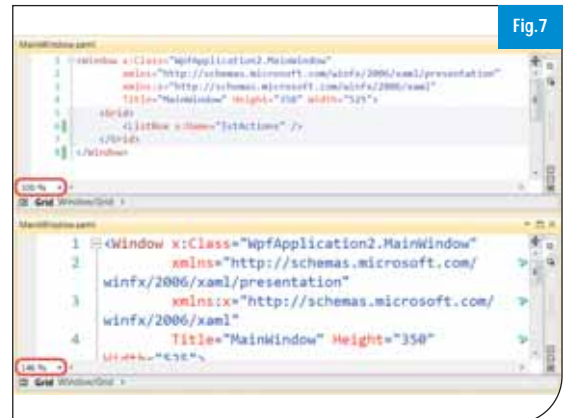 Fig.7
MainWindow.xaml
1 <Window x:Class="WpfApplication2.MainWindow"
2 xmlns="http://schemas.microsoft.com/winfx/2006/xaml/presentation"
3 xmlns:x="http://schemas.microsoft.com/winfx/2006/xaml"
4 Title="MainWindow" Height="350" Width="525">
5 <Grid>
6 <ListBox x:Name="lstActions" />
7 </Grid>
8 </Window>
100 %
Grid Window/Grid
MainWindow.xaml
1 <Window x:Class="WpfApplication2.MainWindow"
2 xmlns="http://schemas.microsoft.com/
winfx/2006/xaml/presentation"
3 xmlns:x="http://schemas.microsoft.com/
winfx/2006/xaml"
4 Title="MainWindow" Height="350"
Width="525">
146 %
Grid Window/Grid